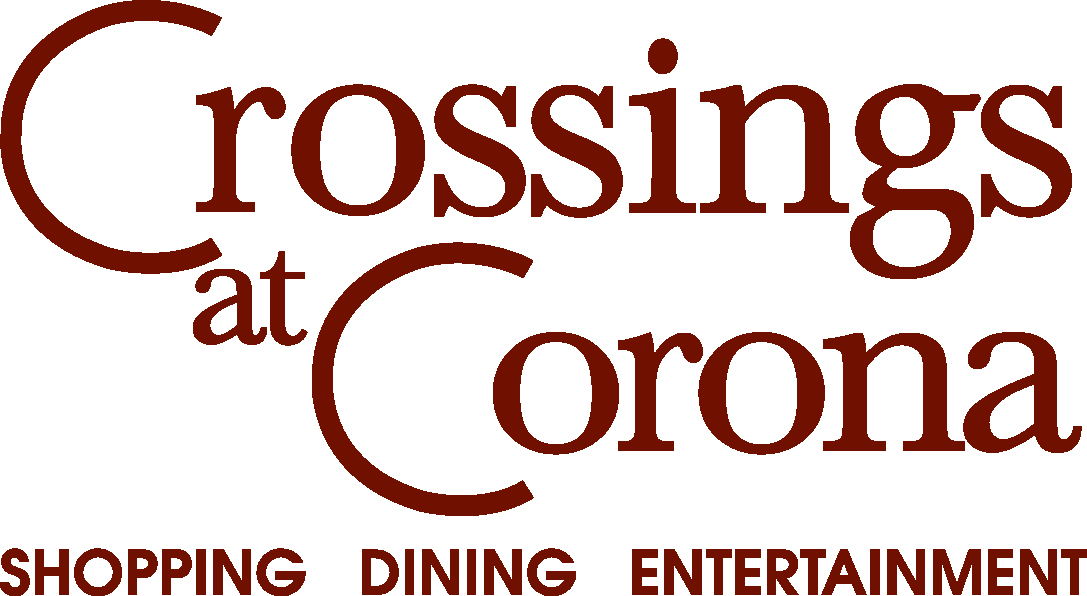 Crossings
at Corona
SHOPPING DINING ENTERTAINMENT